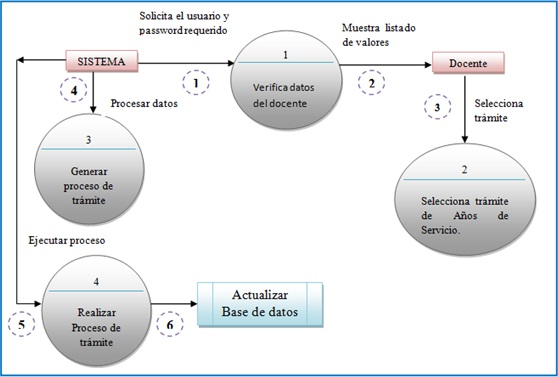 Solicita el usuario y
password requerido
Muestra listado
de valores
SISTEMA
1
1
Verifica datos
del docente
2
Docente
4
Procesar datos
3
Selecciona
trámite
3
Generar
proceso de
trámite
2
Selecciona trámite
de Años de
Servicio.
Ejecutar proceso
4
Realizar
Proceso de
trámite
5
6
Actualizar
Base de datos